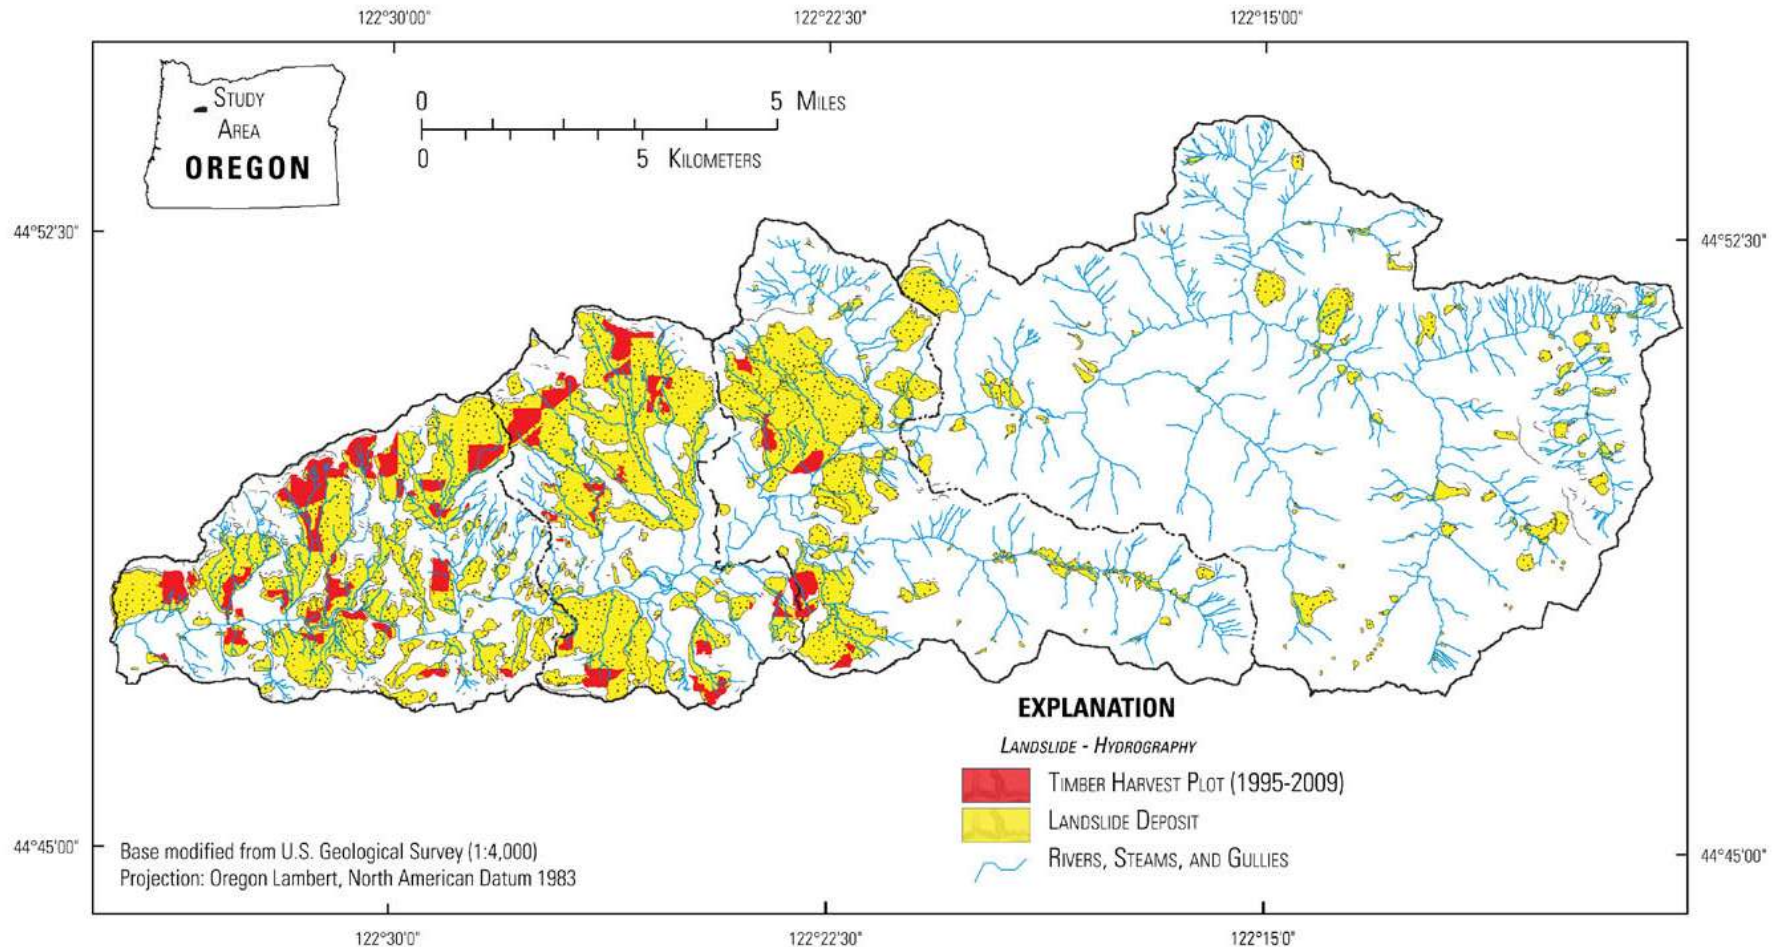 122°30'00"
122°22'30"
122°15'00"
STUDY
AREA
OREGON
0 5 MILES
0 5 KILOMETERS
44°52'30"
44°52'30"
EXPLANATION
LANDSLIDE - HYDROGRAPHY
TIMBER HARVEST PLOT (1995-2009)
LANDSLIDE DEPOSIT
RIVERS, STEAMS, AND GULLIES
44°45'00"
44°45'00"
Base modified from U.S. Geological Survey (1:4,000)
Projection: Oregon Lambert, North American Datum 1983
122°30'0"
122°22'30"
122°15'0"